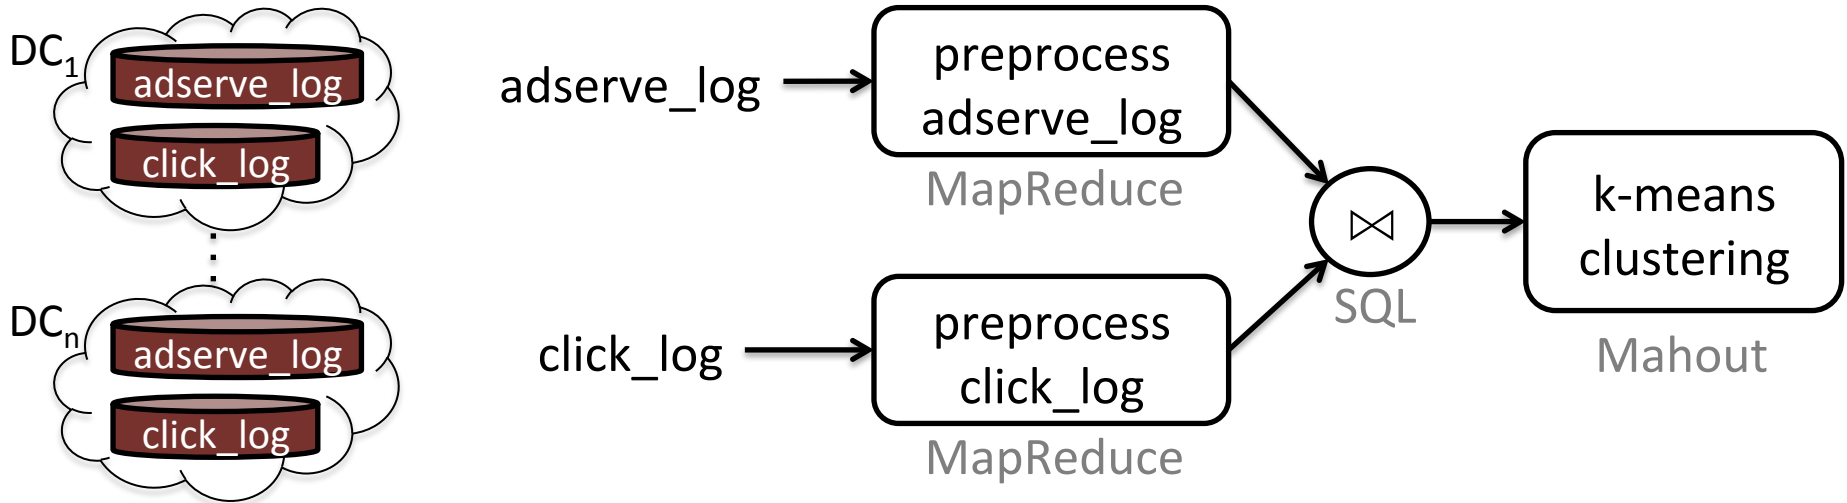 DC1
adserve_log
click_log
DCn
adserve_log
click_log
adserve_log
preprocess
adserve_log
MapReduce
click_log
preprocess
click_log
MapReduce
⋈
SQL
k-means
clustering
Mahout